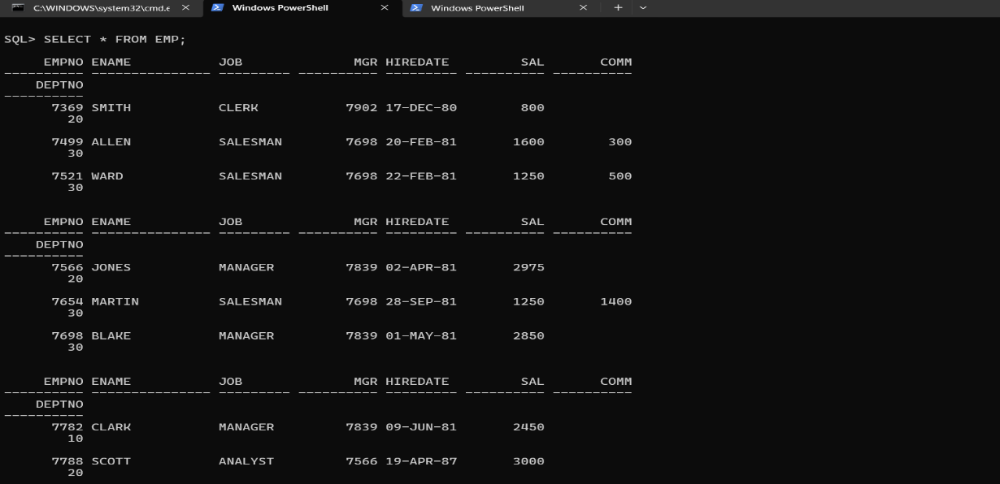 C:\WINDOWS\system32\cmd.e Windows PowerShell Windows PowerShell
SQL> SELECT * FROM EMP;
EMPNO ENAME JOB MGR HIREDATE SAL COMM
---------- --------------- --------- ---------- --------- ---------- ----------
DEPTNO
----------
7369 SMITH CLERK 7902 17-DEC-80 800
20
7499 ALLEN SALESMAN 7698 20-FEB-81 1600 300
30
7521 WARD SALESMAN 7698 22-FEB-81 1250 500
30
EMPNO ENAME JOB MGR HIREDATE SAL COMM
---------- --------------- --------- ---------- --------- ---------- ----------
DEPTNO
----------
7566 JONES MANAGER 7839 02-APR-81 2975
20
7654 MARTIN SALESMAN 7698 28-SEP-81 1250 1400
30
7698 BLAKE MANAGER 7839 01-MAY-81 2850
30
EMPNO ENAME JOB MGR HIREDATE SAL COMM
---------- --------------- --------- ---------- --------- ---------- ----------
DEPTNO
----------
7782 CLARK MANAGER 7839 09-JUN-81 2450
10
7788 SCOTT ANALYST 7566 19-APR-87 3000
20